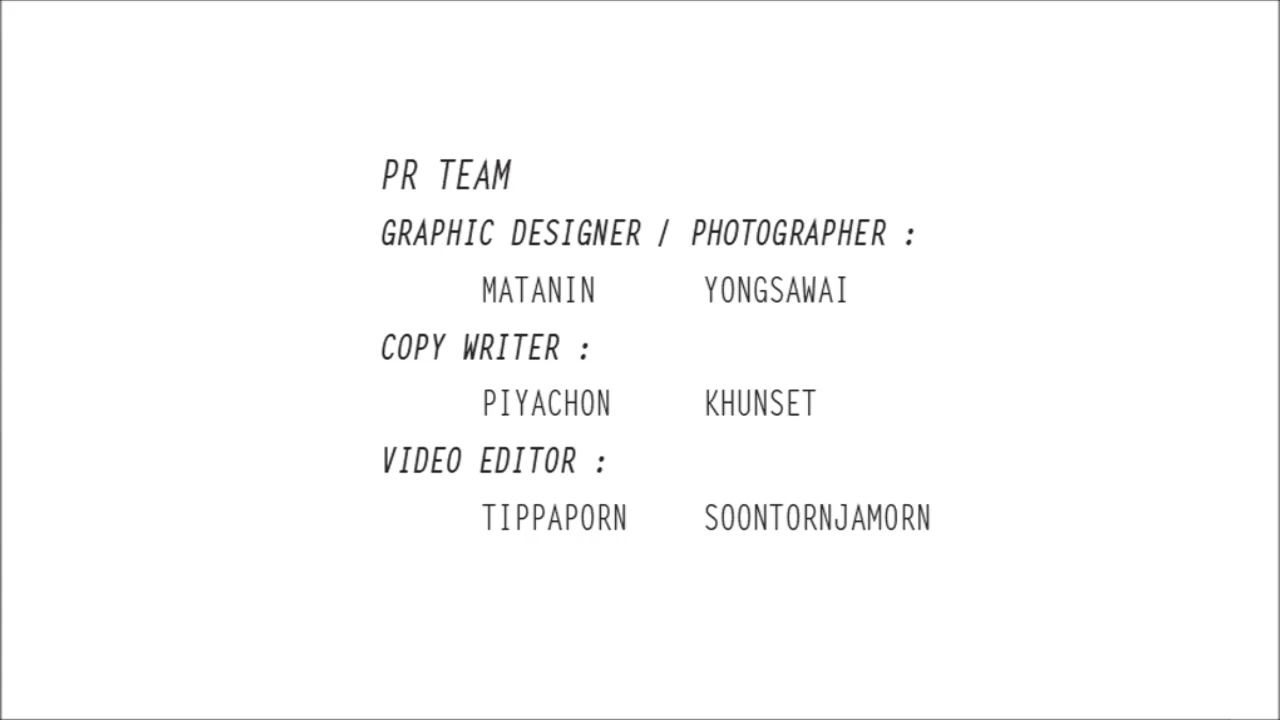 PR TEAM
GRAPHIC DESIGNER / PHOTOGRAPHER :
MATANIN YONGSAWAI
COPY WRITER :
PIYACHON KHUNSET
VIDEO EDITOR :
TIPPAPORN SOONTORNJAMORN